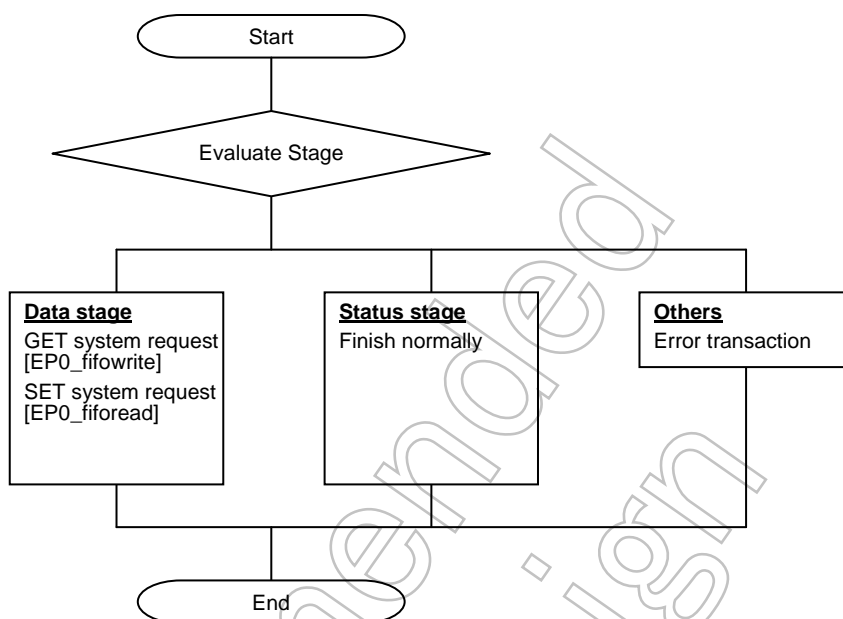 Start
Evaluate Stage
Data stage
GET system request
[EP0_fifowrite]
SET system request
[EP0_fiforead]
Status stage
Finish normally
Others
Error transaction
End